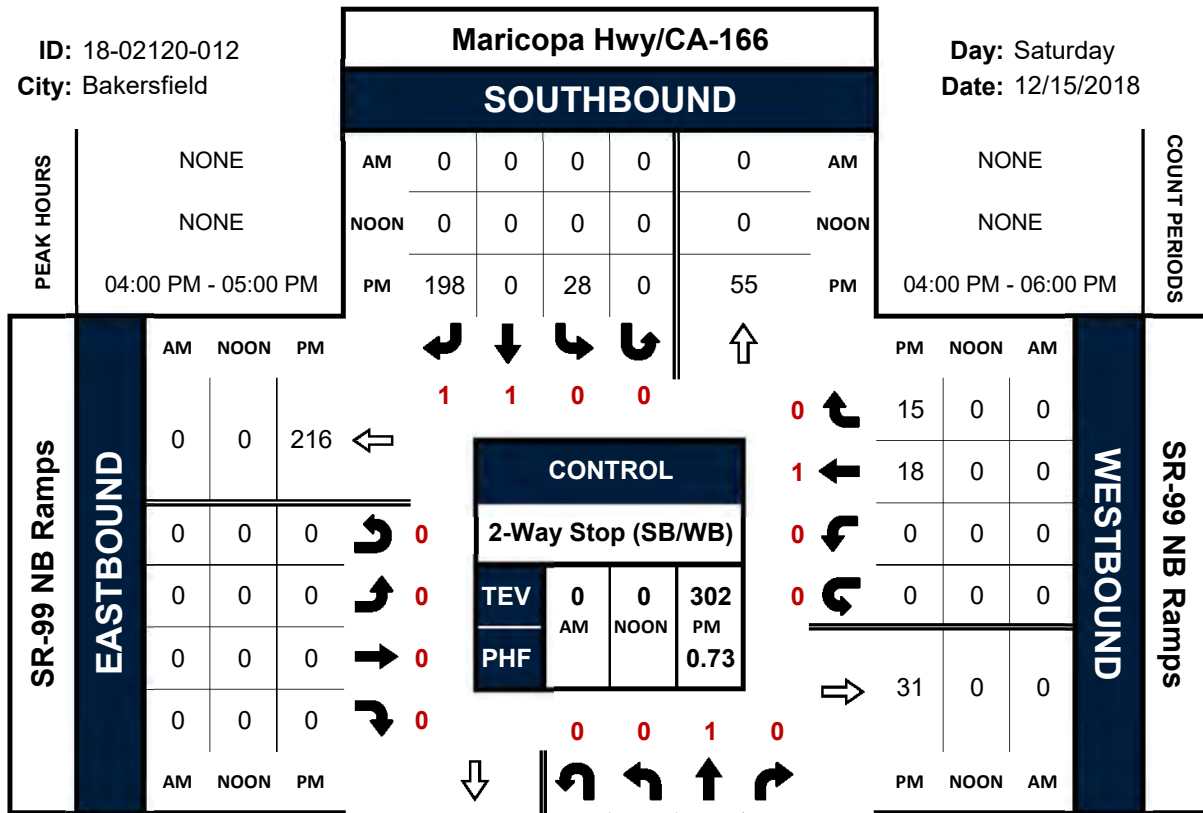 ID: 18-02120-012
City: Bakersfield
Maricopa Hwy/CA-166
SOUTHBOUND
Day: Saturday
Date: 12/15/2018
PEAK HOURS
NONE
NONE
04:00 PM - 05:00 PM
AM 0 0 0 0 0 AM
NOON 0 0 0 0 0 NOON
PM 198 0 28 0 55 PM
NONE
NONE
04:00 PM - 06:00 PM
COUNT PERIODS
1 1 0 0
SR-99 NB Ramps
EASTBOUND
AM NOON PM
0 0 216
0 0 0 0
0 0 0 0
0 0 0 0
0 0 0 0
AM NOON PM
CONTROL
2-Way Stop (SB/WB)
TEV 0 0 302
AM NOON PM
PHF 0.73
PM NOON AM
0 15 0 0
1 18 0 0
0 0 0 0
0 0 0 0
31 0 0
PM NOON AM
WESTBOUND
SR-99 NB Ramps
0 0 1 0